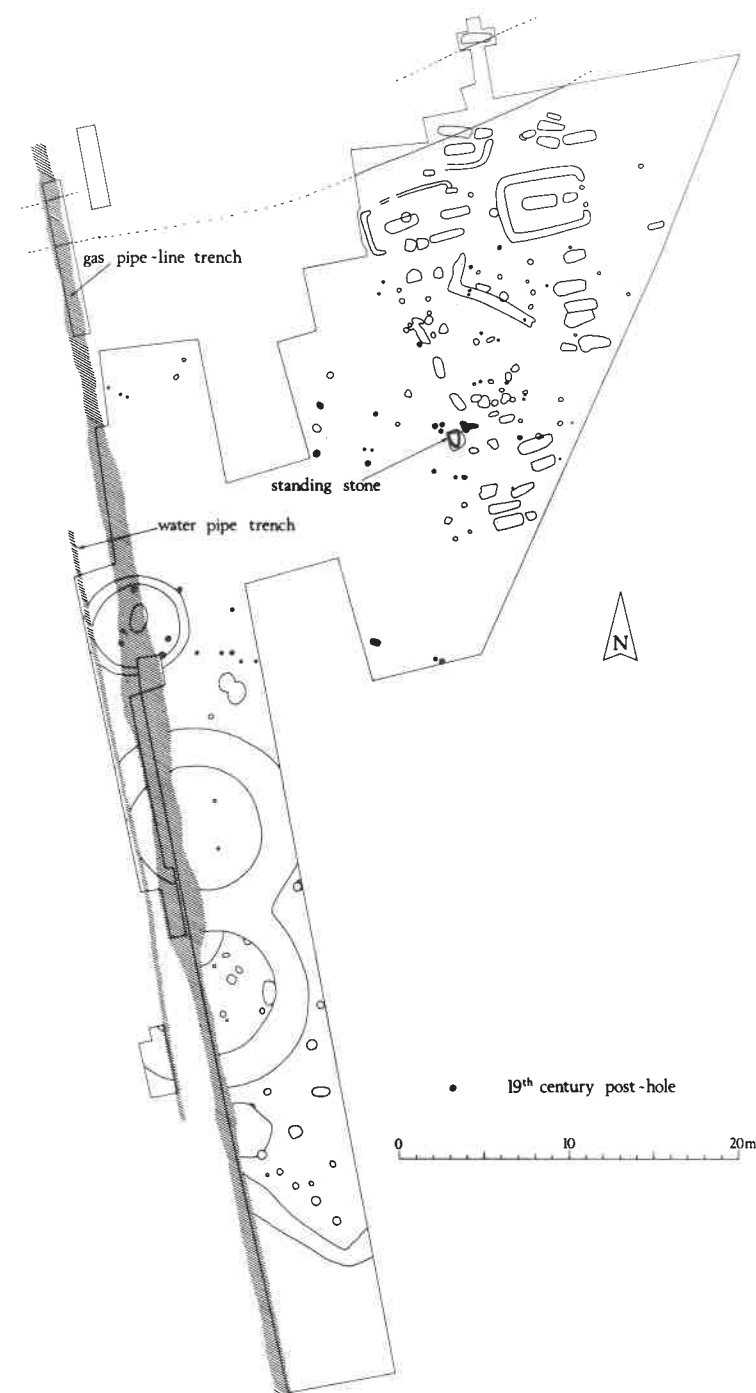 gas pipe-line trench
standing stone
water pipe trench
N
19th century post-hole
0 10 20m